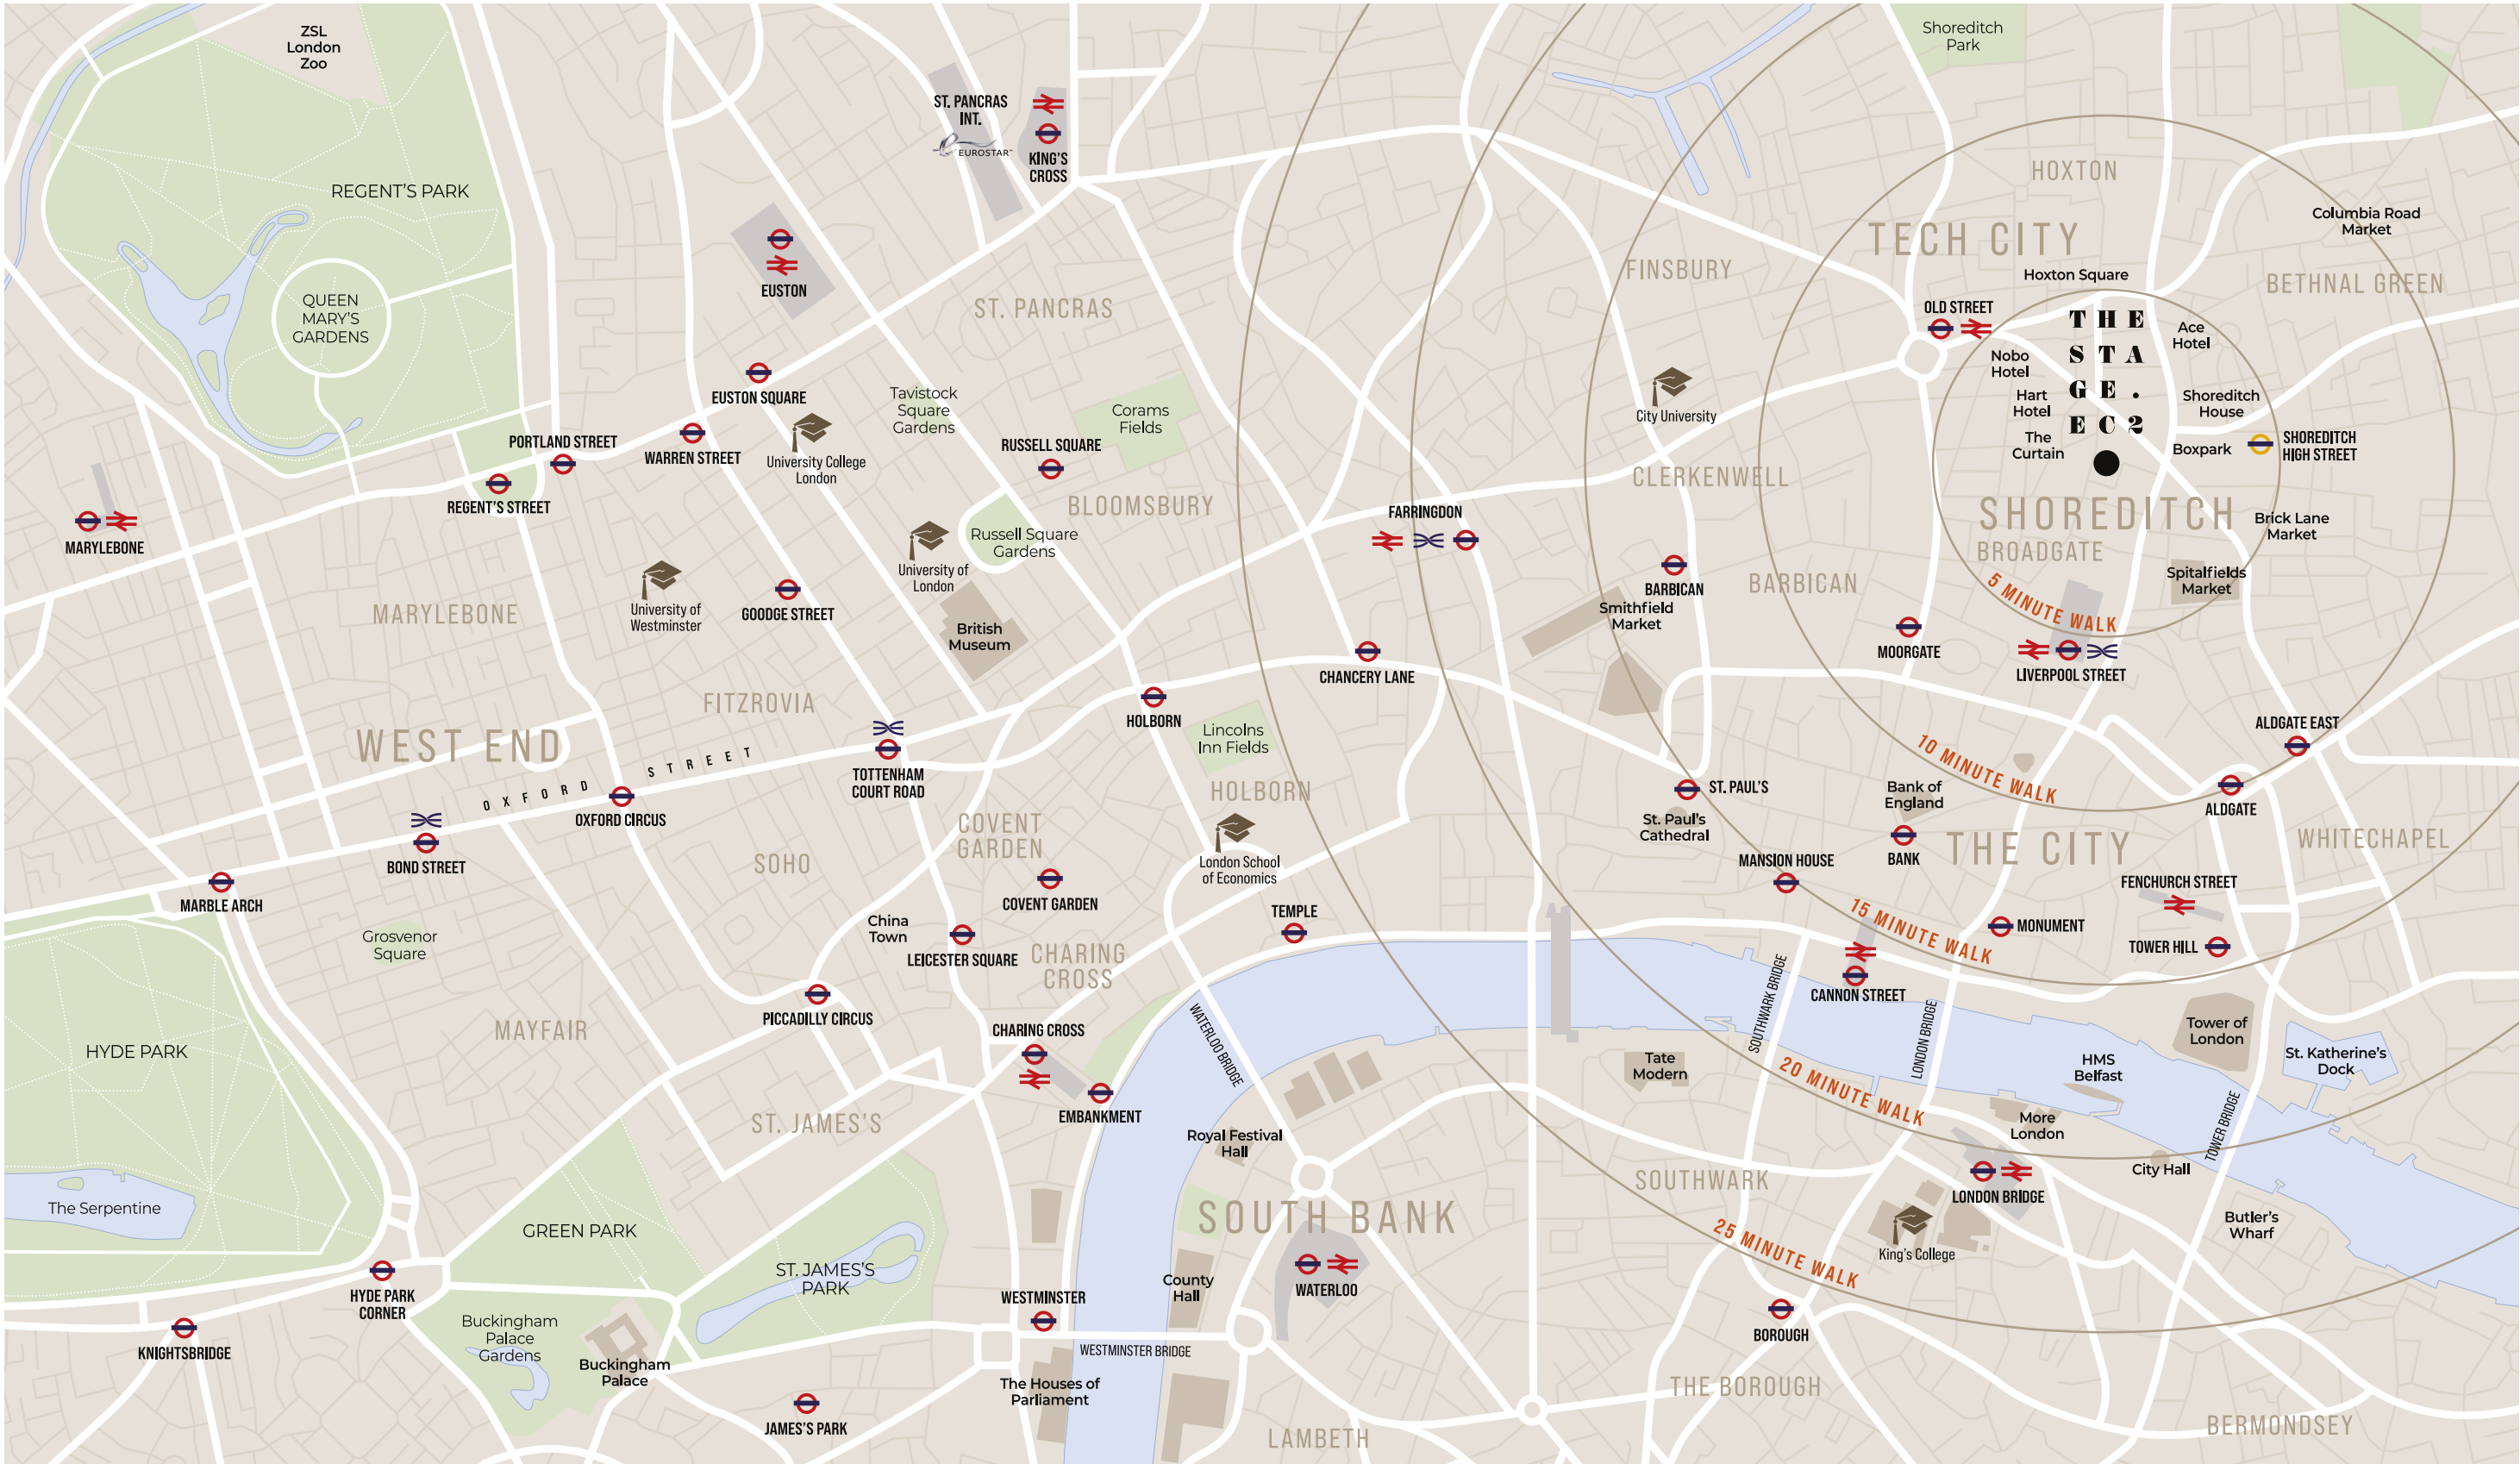 ZSL
London
Zoo
REGENT'S PARK
QUEEN
MARY'S
GARDENS
ST. PANCRAS
INT.
EUROSTAR™
KING'S
CROSS
EUSTON
ST. PANCRAS
EUSTON SQUARE
PORTLAND STREET
WARREN STREET
REGENT'S STREET
University College
London
Tavistock
Square
Gardens
Corams
Fields
RUSSELL SQUARE
BLOOMSBURY
Russell Square
Gardens
MARYLEBONE
MARYLEBONE
University of
Westminster
GOODGE STREET
University of
London
British
Museum
FITZROVIA
WEST END
OXFORD STREET
TOTTENHAM
COURT ROAD
HOLBORN
Lincolns
Inn Fields
HOLBORN
OXFORD CIRCUS
BOND STREET
MARBLE ARCH
Grosvenor
Square
SOHO
COVENT
GARDEN
London School
of Economics
COVENT GARDEN
China
Town
LEICESTER SQUARE
CHARING
CROSS
TEMPLE
PICCADILLY CIRCUS
MAYFAIR
HYDE PARK
The Serpentine
CHARING CROSS
EMBANKMENT
WATERLOO BRIDGE
ST. JAMES'S
Royal Festival
Hall
SOUTH BANK
WATERLOO
GREEN PARK
ST. JAMES'S
PARK
County
Hall
HYDE PARK
CORNER
KNIGHTSBRIDGE
Buckingham
Palace
Gardens
Buckingham
Palace
WESTMINSTER
WESTMINSTER BRIDGE
The Houses of
Parliament
JAMES'S PARK
LAMBETH
Shoreditch
Park
HOXTON
TECH CITY
FINSBURY
Columbia Road
Market
Hoxton Square
BETHNAL GREEN
OLD STREET
THE
STA
GE.
EC2
Ace
Hotel
Nobo
Hotel
Hart
Hotel
The
Curtain
Shoreditch
House
Boxpark
SHOREDITCH
HIGH STREET
City University
CLERKENWELL
FARRINGDON
SHOREDITCH
BROADGATE
Brick Lane
Market
Spitalfields
Market
5 MINUTE WALK
BARBICAN
BARBICAN
Smithfield
Market
MOORGATE
LIVERPOOL STREET
CHANCERY LANE
ALDGATE EAST
10 MINUTE WALK
ALDGATE
ST. PAUL'S
St. Paul's
Cathedral
Bank of
England
BANK
THE CITY
WHITECHAPEL
MANSION HOUSE
FENCHURCH STREET
15 MINUTE WALK
MONUMENT
TOWER HILL
CANNON STREET
SOUTHWARK BRIDGE
LONDON BRIDGE
Tower of
London
St. Katherine's
Dock
HMS
Belfast
Tate
Modern
20 MINUTE WALK
More
London
TOWER BRIDGE
City Hall
SOUTHWARK
LONDON BRIDGE
King's College
Butler's
Wharf
25 MINUTE WALK
BOROUGH
THE BOROUGH
BERMONDSEY